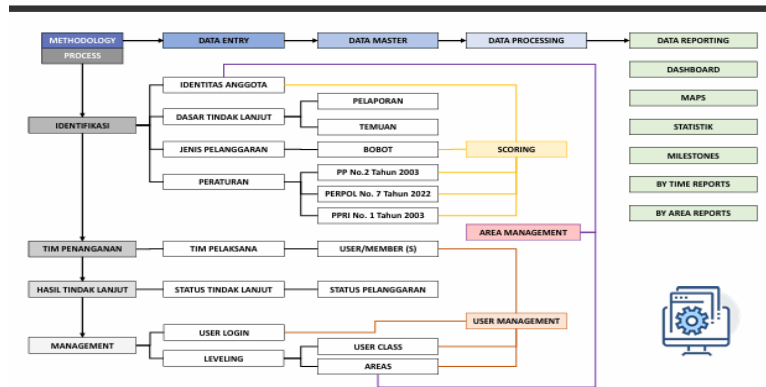 METHODOLOGY
DATA ENTRY
DATA MASTER
DATA PROCESSING
DATA REPORTING
PROCESS
IDENTITAS ANGGOTA
DASHBOARD
PELAPORAN
MAPS
DASAR TINDAK LANJUT
IDENTIFIKASI
TEMUAN
STATISTIK
JENIS PELANGGARAN
BOBOT
SCORING
MILESTONES
PP No.2 Tahun 2003
PERATURAN
BY TIME REPORTS
PERPOL No. 7 Tahun 2022
PPRI No. 1 Tahun 2003
BY AREA REPORTS
AREA MANAGEMENT
TIM PENANGANAN
TIM PELAKSANA
USER/MEMBER (S)
HASIL TINDAK LANJUT
STATUS TINDAK LANJUT
STATUS PELANGGARAN
USER MANAGEMENT
USER LOGIN
MANAGEMENT
USER CLASS
LEVELING
AREAS